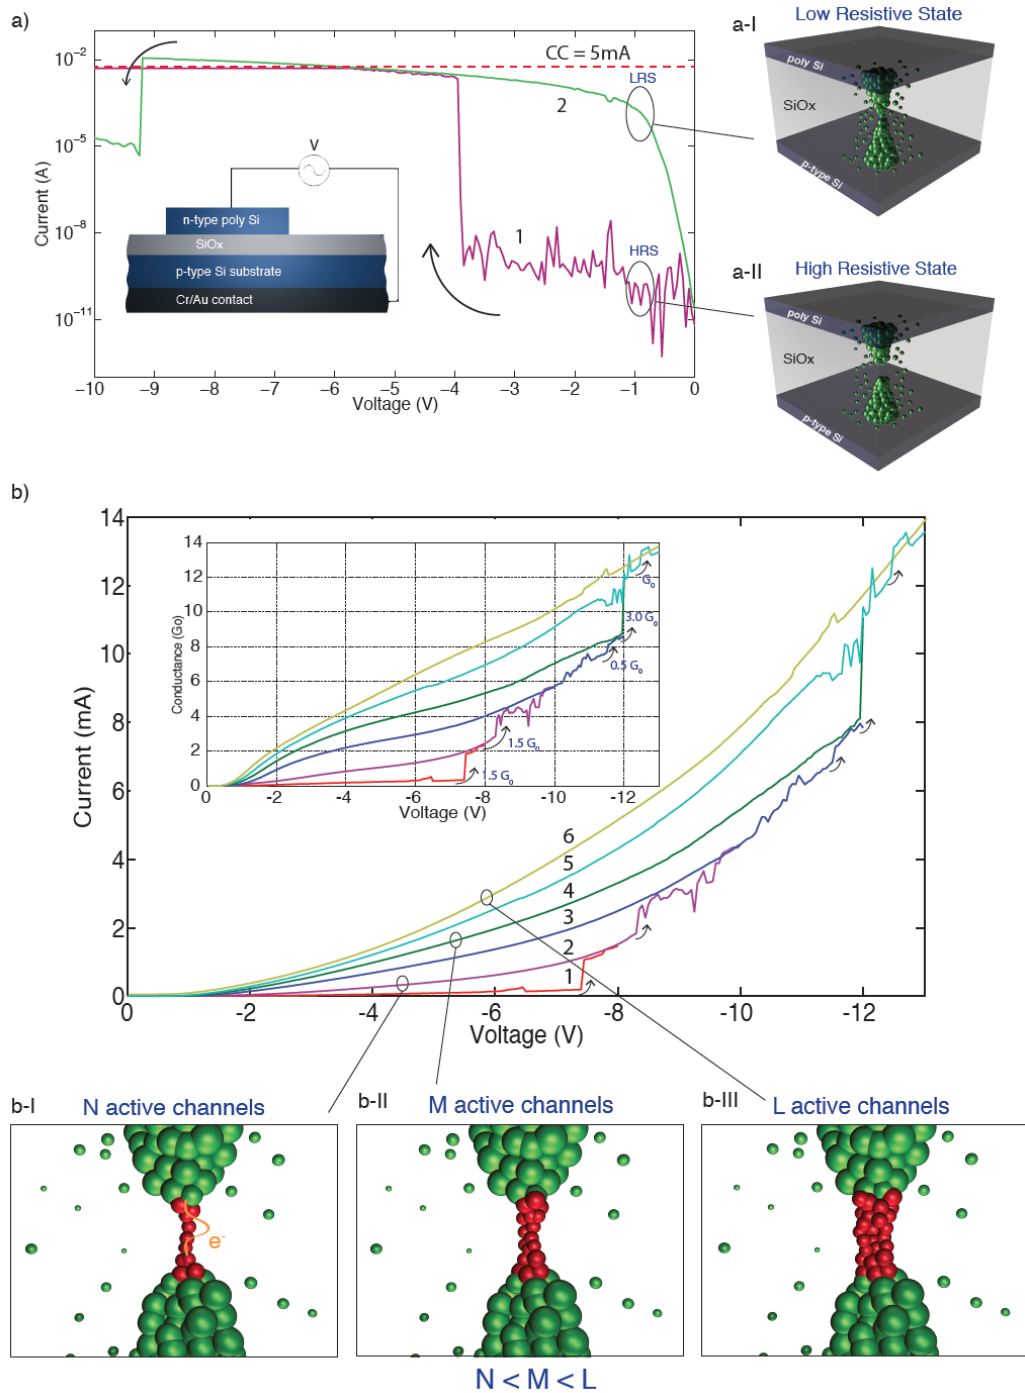 a)
a-I
Low Resistive State
CC = 5mA
LRS
2
1
HRS
poly Si
SiOx
p-type Si
a-II
High Resistive State
poly Si
SiOx
p-type Si
V
n-type poly Si
SiOx
p-type Si substrate
Cr/Au contact
Current (A)
10⁻²
10⁻⁵
10⁻⁸
10⁻¹¹
−10 −9 −8 −7 −6 −5 −4 −3 −2 −1 0
Voltage (V)
b)
Current (mA)
14
12
10
8
6
4
2
0
0 -2 -4 -6 -8 -10 -12
Voltage (V)
Conductance (Go)
14
12
10
8
6
4
2
0
0 -2 -4 -6 -8 -10 -12
Voltage (V)
G₀
3.0 G₀
0.5 G₀
1.5 G₀
1.5 G₀
6
5
4
3
2
1
b-I
N active channels
e⁻
b-II
M active channels
b-III
L active channels
N < M < L